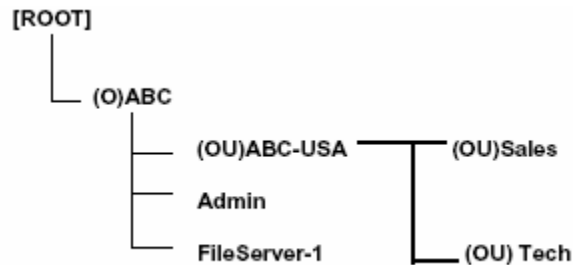 [ROOT]
(O)ABC
(OU)ABC-USA (OU)Sales
Admin
FileServer-1 (OU) Tech